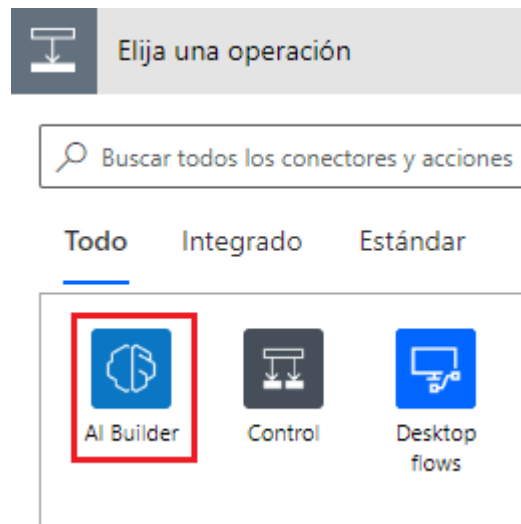 Elija una operación
Buscar todos los conectores y acciones
Todo Integrado Estándar
AI Builder Control Desktop
flows